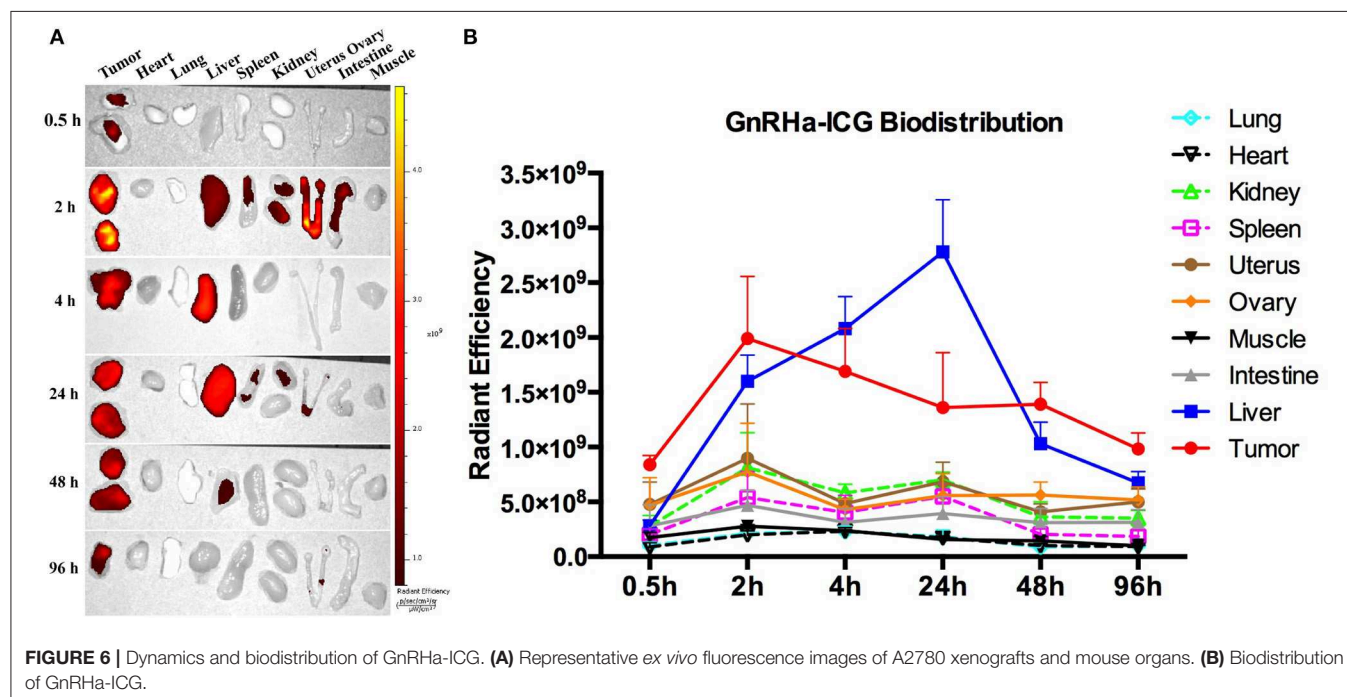 A
Tumor
Heart
Lung
Liver
Spleen
Kidney
Uterus Ovary
Intestine
Muscle
0.5 h
2 h
4 h
24 h
48 h
96 h
4.0
3.0
x10⁹
2.0
1.0
Radiant Efficiency
B
GnRHa-ICG Biodistribution
Radiant Efficiency
3.5×10⁹
3.0×10⁹
2.5×10⁹
2.0×10⁹
1.5×10⁹
1.0×10⁹
5.0×10⁸
0.0
0.5h
2h
4h
24h
48h
96h
Lung
Heart
Kidney
Spleen
Uterus
Ovary
Muscle
Intestine
Liver
Tumor
FIGURE 6 | Dynamics and biodistribution of GnRHa-ICG. (A) Representative ex vivo fluorescence images of A2780 xenografts and mouse organs. (B) Biodistribution
of GnRHa-ICG.